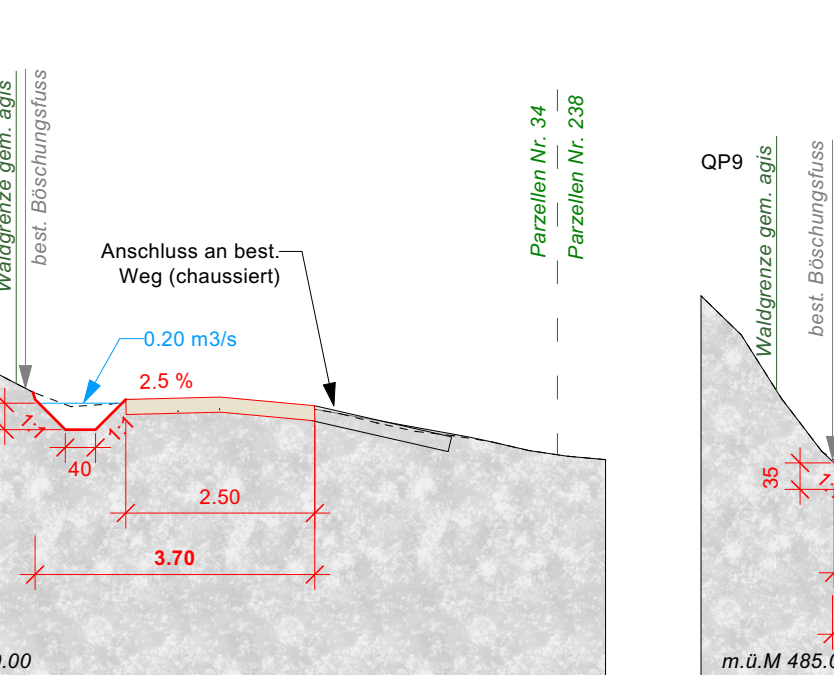 Waldgrenze gem. agis
best. Böschungsfuss
Parzellen Nr. 34
Parzellen Nr. 238
QP9
Waldgrenze gem. agis
best. Böschungsfuss
Anschluss an best.
Weg (chaussiert)
0.20 m3/s
2.5 %
1:1
1:1
40
35
2.50
3.70
.00
m.ü.M 485.0